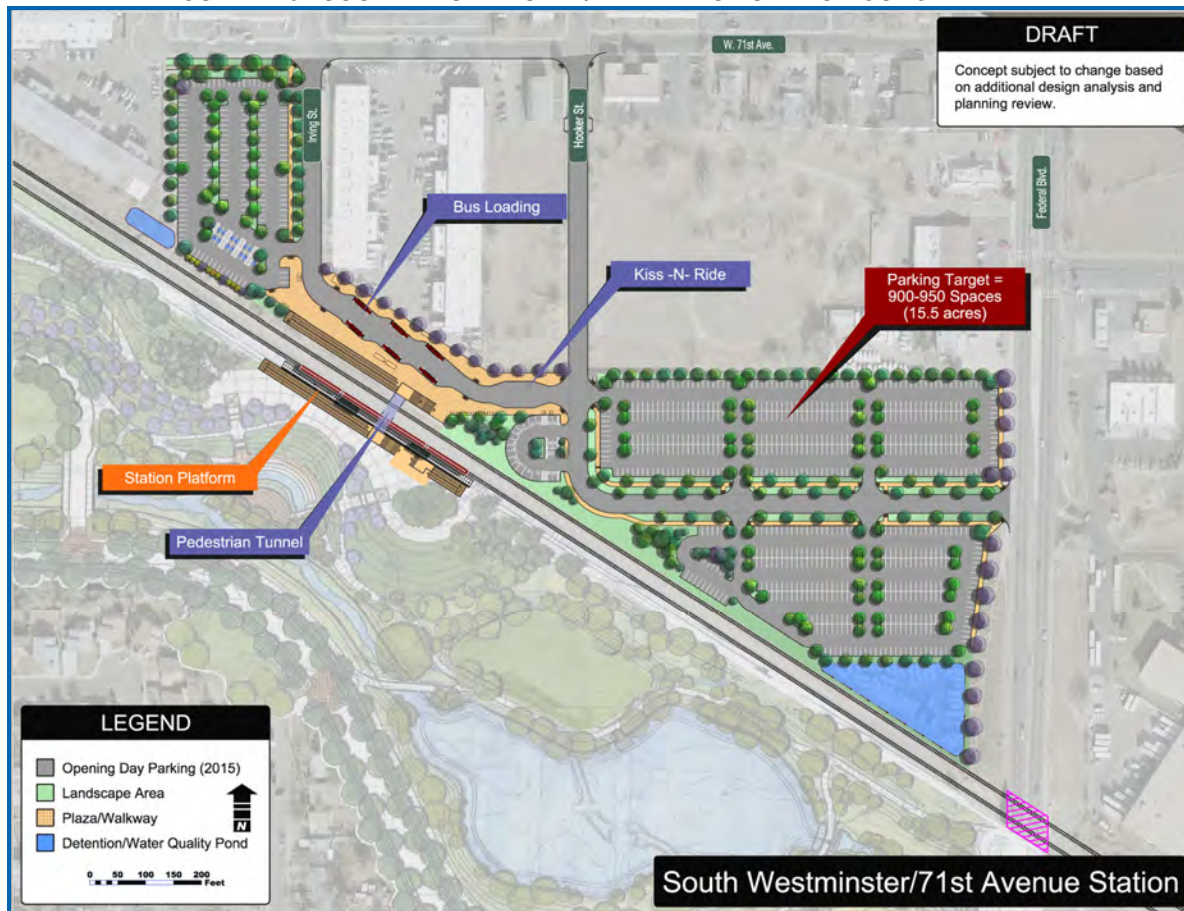 DRAFT
Concept subject to change based
on additional design analysis and
planning review.
W. 71st Ave.
Irving St.
Hooker St.
Federal Blvd.
Bus Loading
Kiss -N- Ride
Parking Target =
900-950 Spaces
(15.5 acres)
Station Platform
Pedestrian Tunnel
LEGEND
Opening Day Parking (2015)
Landscape Area
Plaza/Walkway
Detention/Water Quality Pond
N
0 50 100 150 200
Feet
South Westminster/71st Avenue Station